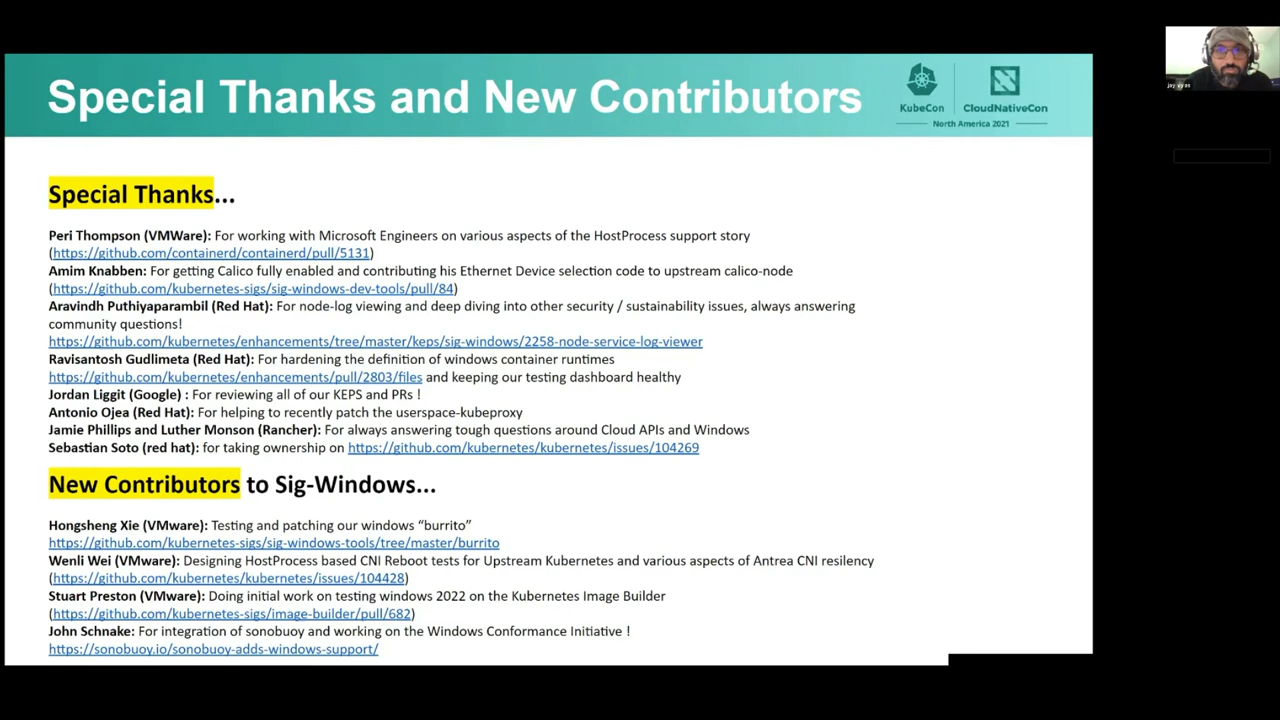 Special Thanks and New Contributors
KubeCon
CloudNativeCon
North America 2021
jay vyas
Special Thanks...
Peri Thompson (VMWare): For working with Microsoft Engineers on various aspects of the HostProcess support story
(https://github.com/containerd/containerd/pull/5131)
Amim Knabben: For getting Calico fully enabled and contributing his Ethernet Device selection code to upstream calico-node
(https://github.com/kubernetes-sigs/sig-windows-dev-tools/pull/84)
Aravindh Puthiyaparambil (Red Hat): For node-log viewing and deep diving into other security / sustainability issues, always answering
community questions!
https://github.com/kubernetes/enhancements/tree/master/keps/sig-windows/2258-node-service-log-viewer
Ravisantosh Gudlimeta (Red Hat): For hardening the definition of windows container runtimes
https://github.com/kubernetes/enhancements/pull/2803/files and keeping our testing dashboard healthy
Jordan Liggit (Google) : For reviewing all of our KEPS and PRs !
Antonio Ojea (Red Hat): For helping to recently patch the userspace-kubeproxy
Jamie Phillips and Luther Monson (Rancher): For always answering tough questions around Cloud APIs and Windows
Sebastian Soto (red hat): for taking ownership on https://github.com/kubernetes/kubernetes/issues/104269
New Contributors to Sig-Windows...
Hongsheng Xie (VMware): Testing and patching our windows “burrito”
https://github.com/kubernetes-sigs/sig-windows-tools/tree/master/burrito
Wenli Wei (VMware): Designing HostProcess based CNI Reboot tests for Upstream Kubernetes and various aspects of Antrea CNI resilency
(https://github.com/kubernetes/kubernetes/issues/104428)
Stuart Preston (VMware): Doing initial work on testing windows 2022 on the Kubernetes Image Builder
(https://github.com/kubernetes-sigs/image-builder/pull/682)
John Schnake: For integration of sonobuoy and working on the Windows Conformance Initiative !
https://sonobuoy.io/sonobuoy-adds-windows-support/